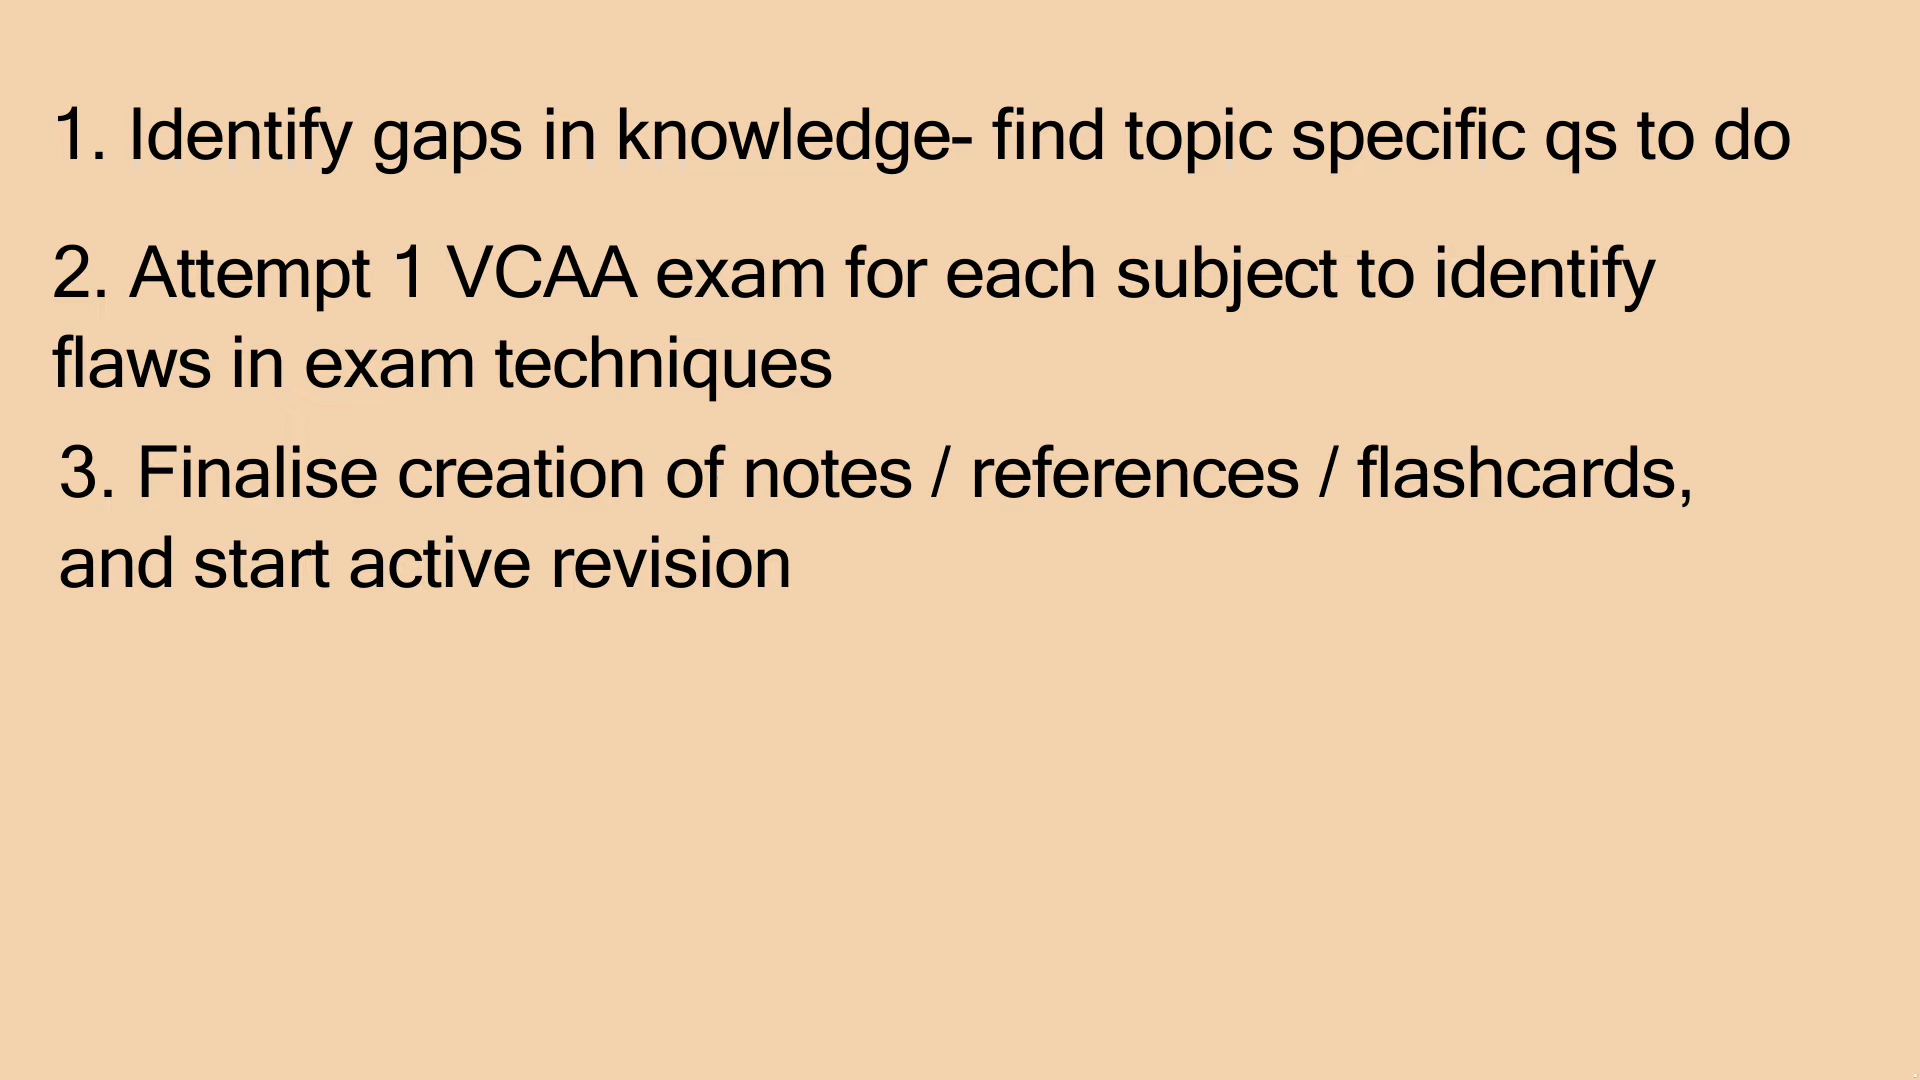 1. Identify gaps in knowledge- find topic specific qs to do
2. Attempt 1 VCAA exam for each subject to identify
flaws in exam techniques
3. Finalise creation of notes / references / flashcards,
and start active revision